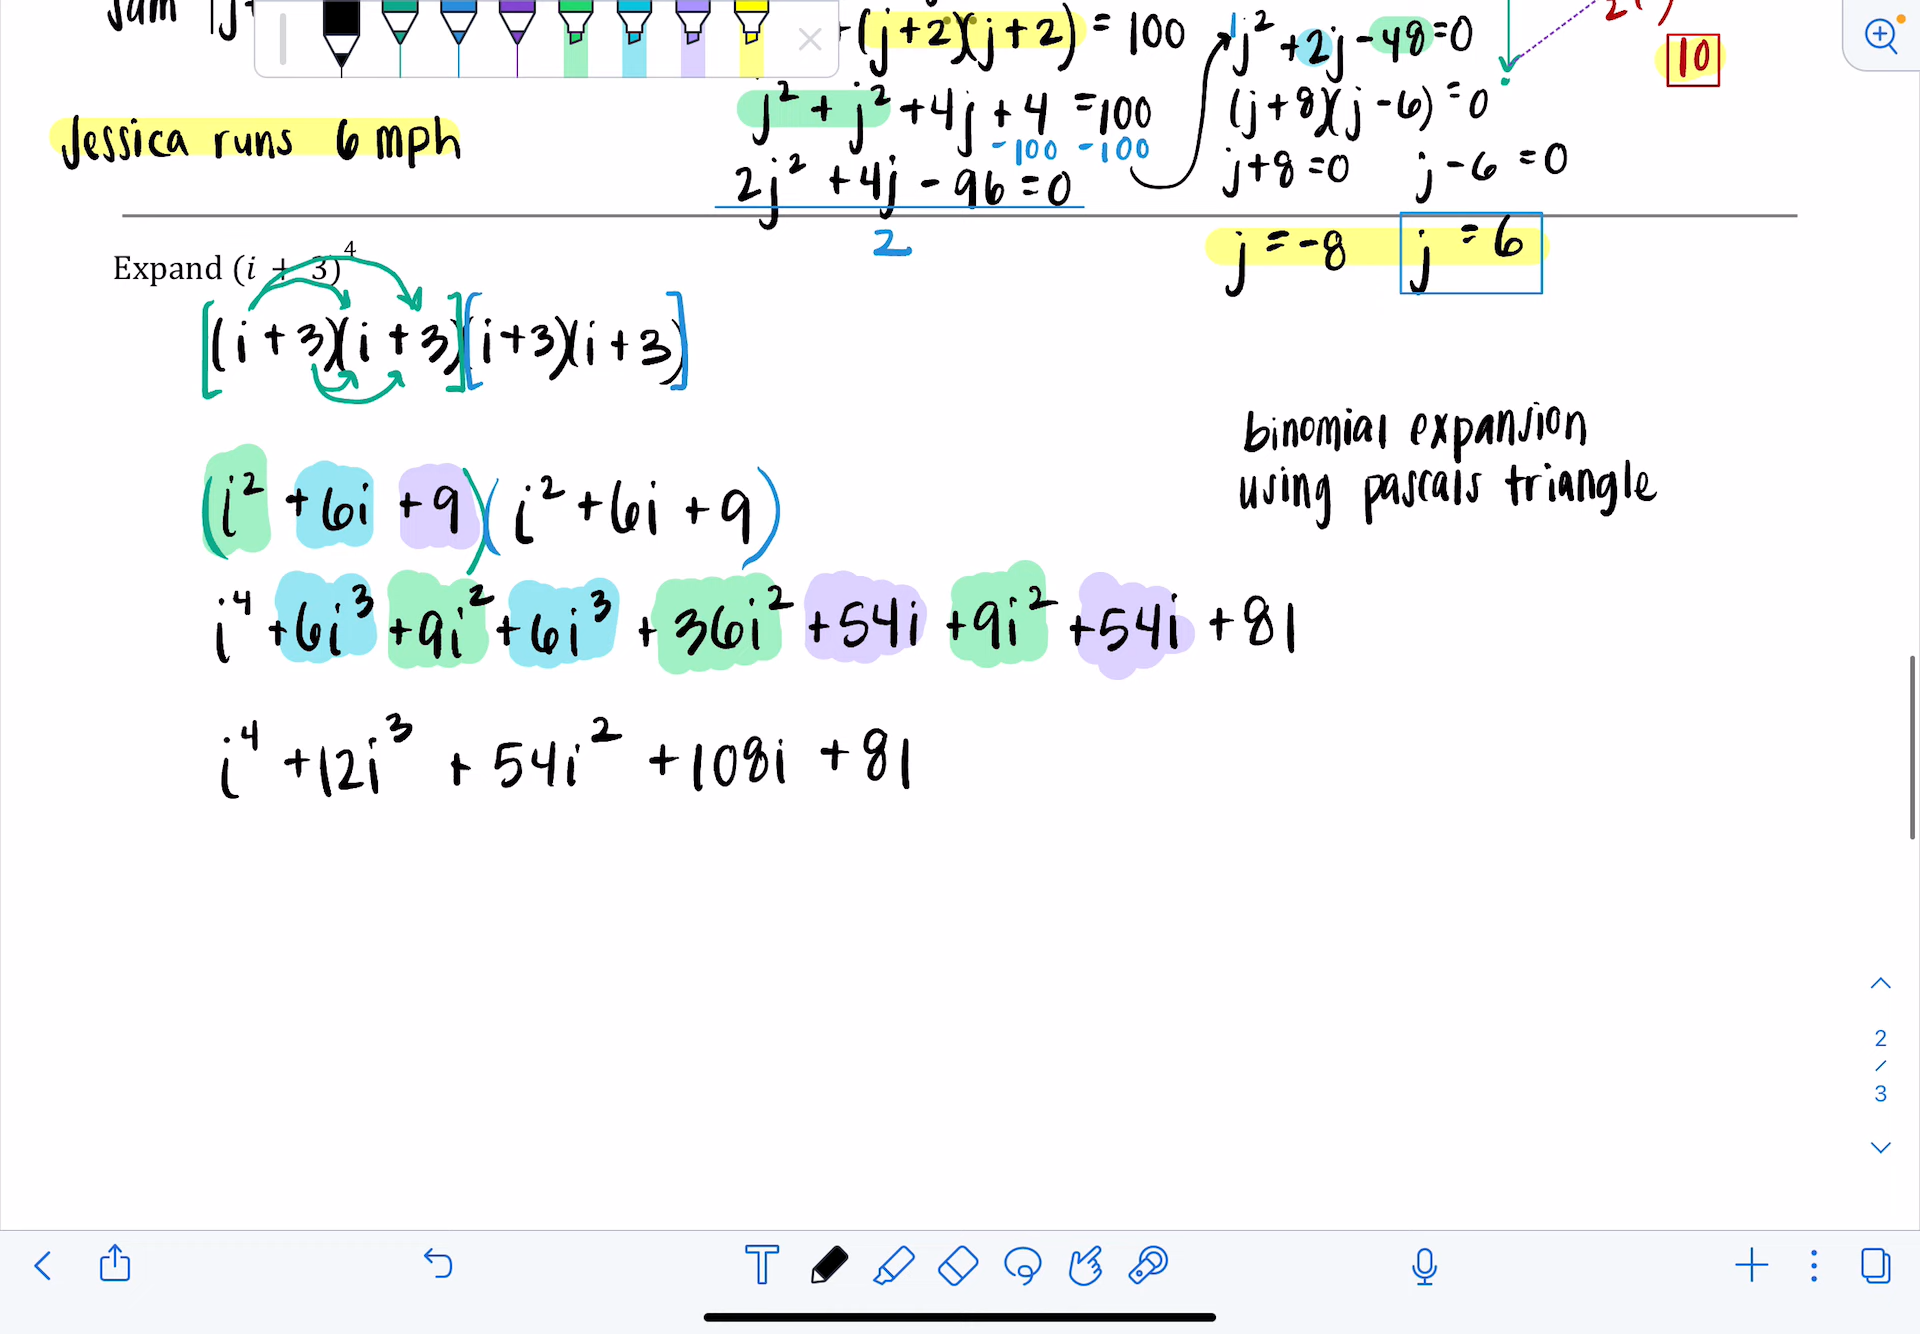 Sam
(j+2)(j+2) = 100
j² + j² + 4j + 4 = 100
-100 -100
2j² + 4j - 96 = 0
2
j² + 2j - 48 = 0
(j+8)(j-6) = 0
j+8=0 j-6=0
j=-8 j=6
10
Jessica runs 6 mph
Expand (i + 3)⁴
[(i+3)(i+3)][(i+3)(i+3)]
(i² + 6i + 9)(i² + 6i + 9)
i⁴ + 6i³ + 9i² + 6i³ + 36i² + 54i + 9i² + 54i + 81
i⁴ + 12i³ + 54i² + 108i + 81
binomial expansion
using pascals triangle
2
/
3